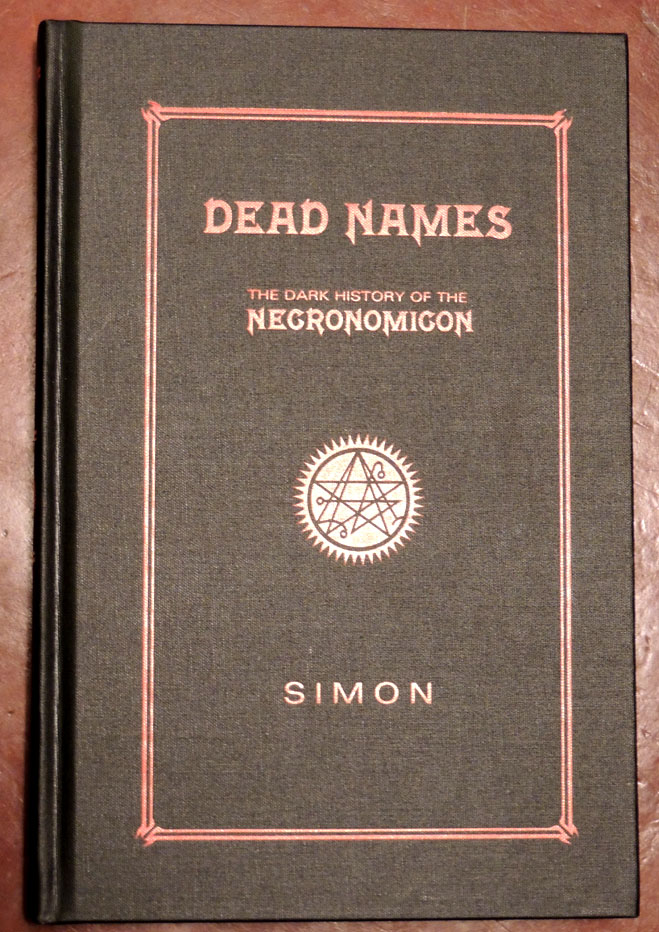 DEAD NAMES
THE DARK HISTORY OF THE
NECRONOMICON
SIMON